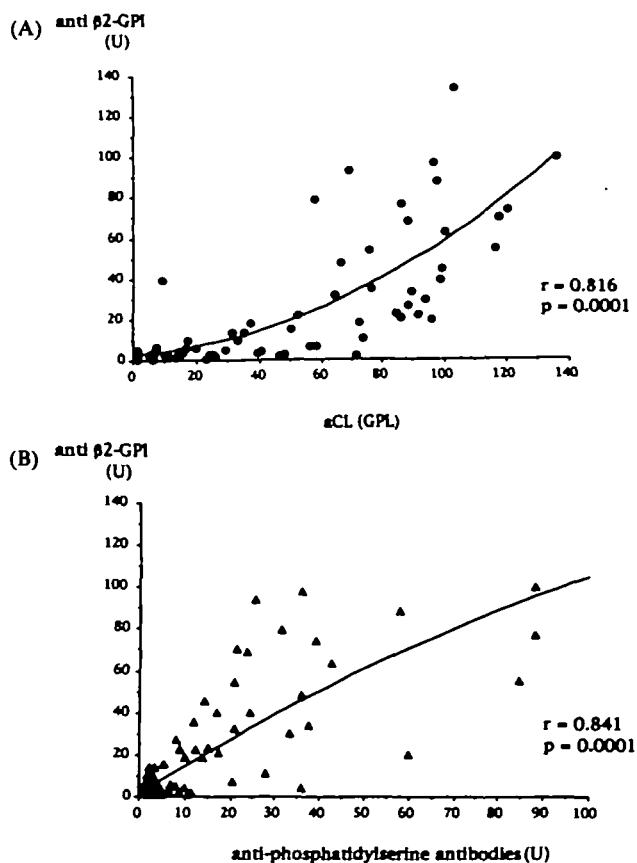 (A) anti β2-GPI
(U)
140
120
100
80
60
40
20
0
r = 0.816
p = 0.0001
0 20 40 60 80 100 120 140
aCL (GPL)
(B) anti β2-GPI
(U)
140
120
100
80
60
40
20
0
r = 0.841
p = 0.0001
0 10 20 30 40 50 60 70 80 90 100
anti-phosphatidylserine antibodies (U)